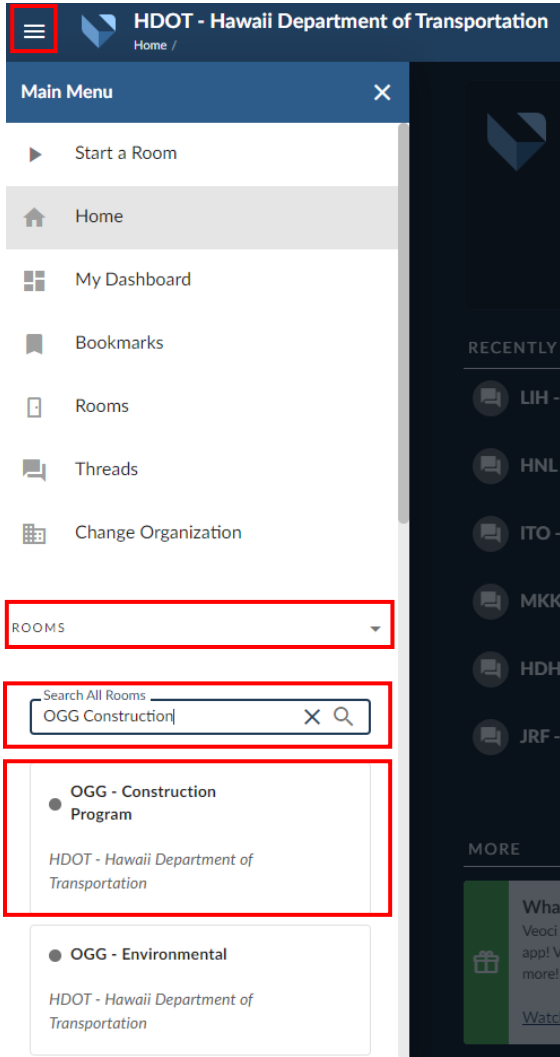 HDOT - Hawaii Department of Transportation
Home /
Main Menu
Start a Room
Home
My Dashboard
Bookmarks
Rooms
Threads
Change Organization
ROOMS
Search All Rooms
OGG Construction
OGG - Construction
Program
HDOT - Hawaii Department of
Transportation
OGG - Environmental
HDOT - Hawaii Department of
Transportation
RECENTLY
LIH -
HNL
ITO -
MKK
HDH
JRF -
MORE
Wha
Veoci
app! V
more!
Watc